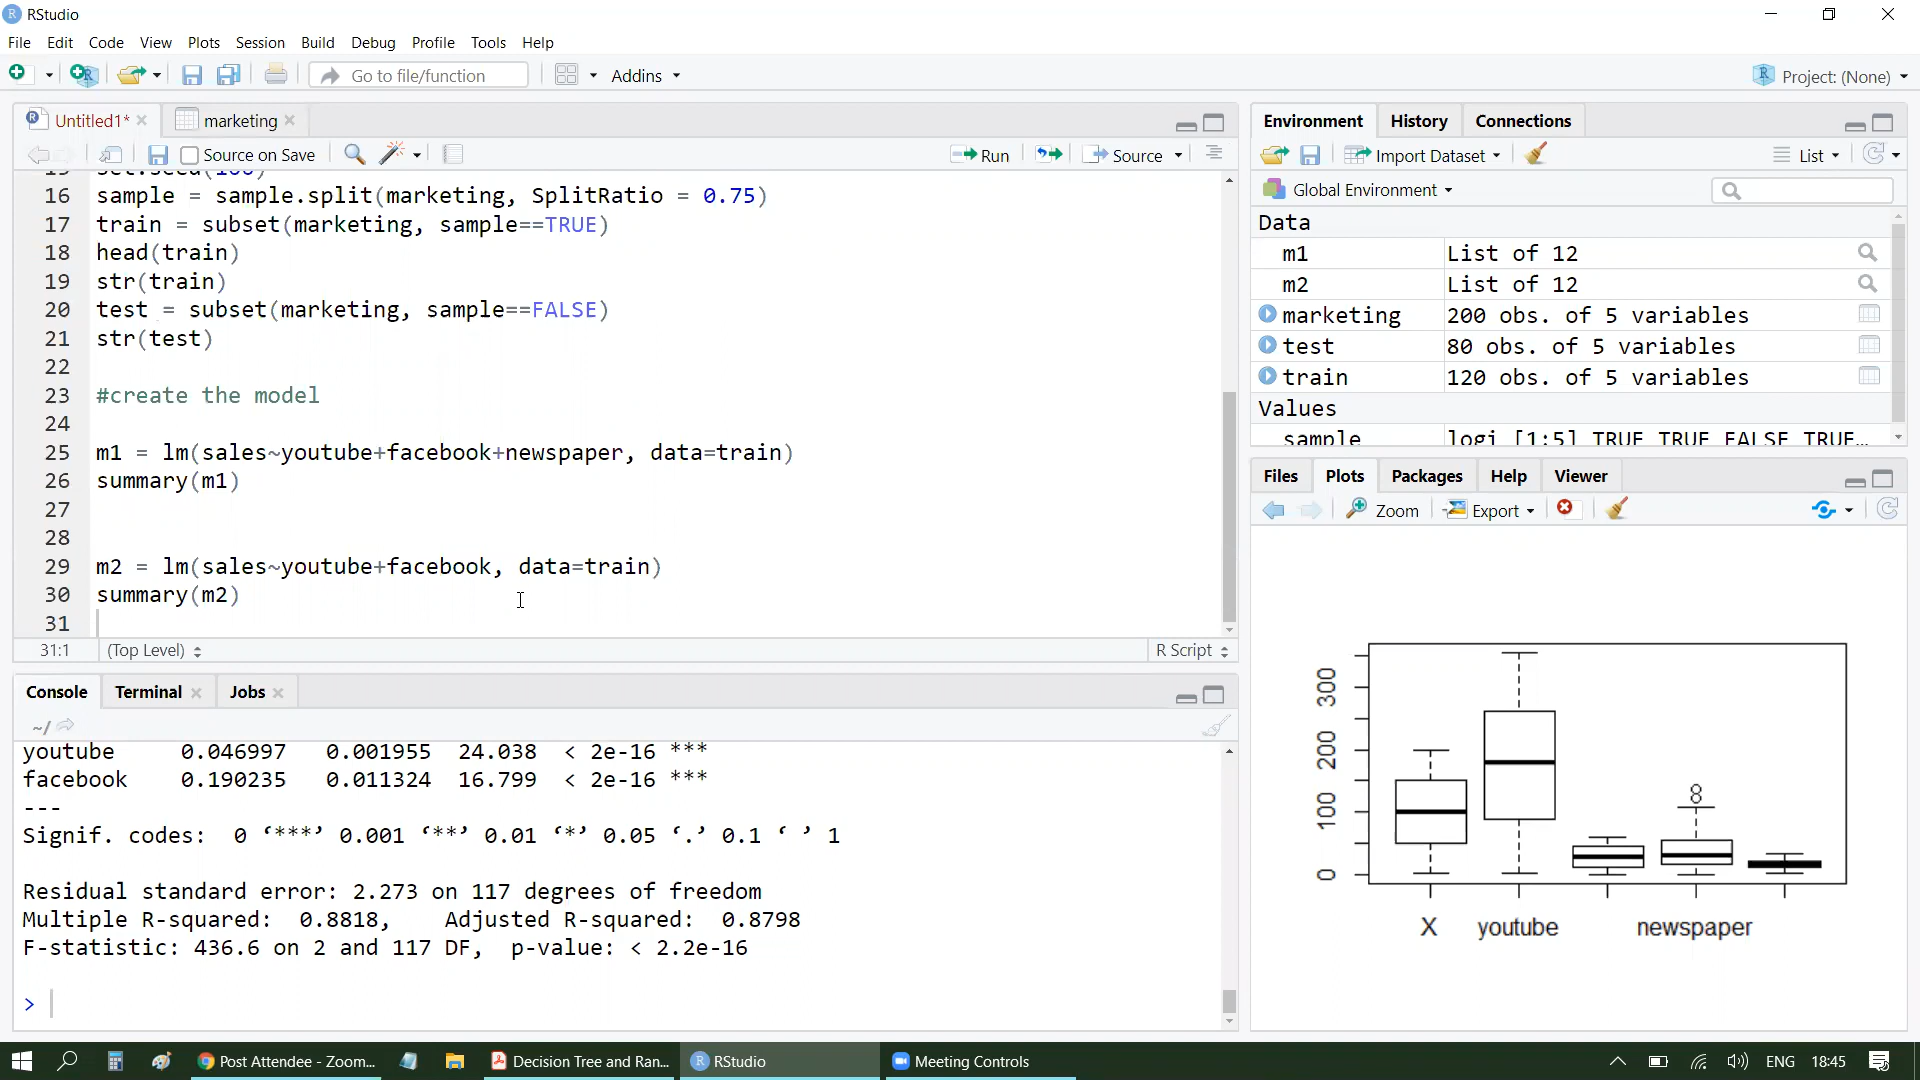 RStudio
File Edit Code View Plots Session Build Debug Profile Tools Help
Go to file/function Addins Project: (None)
Untitled1* marketing
Source on Save Run Source
16 sample = sample.split(marketing, SplitRatio = 0.75)
17 train = subset(marketing, sample==TRUE)
18 head(train)
19 str(train)
20 test = subset(marketing, sample==FALSE)
21 str(test)
22
23 #create the model
24
25 m1 = lm(sales~youtube+facebook+newspaper, data=train)
26 summary(m1)
27
28
29 m2 = lm(sales~youtube+facebook, data=train)
30 summary(m2)
31
31:1 (Top Level) R Script
Console Terminal Jobs
~/
youtube 0.046997 0.001955 24.038 < 2e-16 ***
facebook 0.190235 0.011324 16.799 < 2e-16 ***
---
Signif. codes: 0 ‘***’ 0.001 ‘**’ 0.01 ‘*’ 0.05 ‘.’ 0.1 ‘ ’ 1
Residual standard error: 2.273 on 117 degrees of freedom
Multiple R-squared: 0.8818, Adjusted R-squared: 0.8798
F-statistic: 436.6 on 2 and 117 DF, p-value: < 2.2e-16
>
Environment History Connections
Import Dataset List
Global Environment
Data
m1 List of 12
m2 List of 12
marketing 200 obs. of 5 variables
test 80 obs. of 5 variables
train 120 obs. of 5 variables
Values
sample logi [1:5] TRUE TRUE FALSE TRUE…
Files Plots Packages Help Viewer
Zoom Export
300
200
100
0
X youtube newspaper
Post Attendee - Zoom... Decision Tree and Ran... RStudio Meeting Controls ENG 18:45